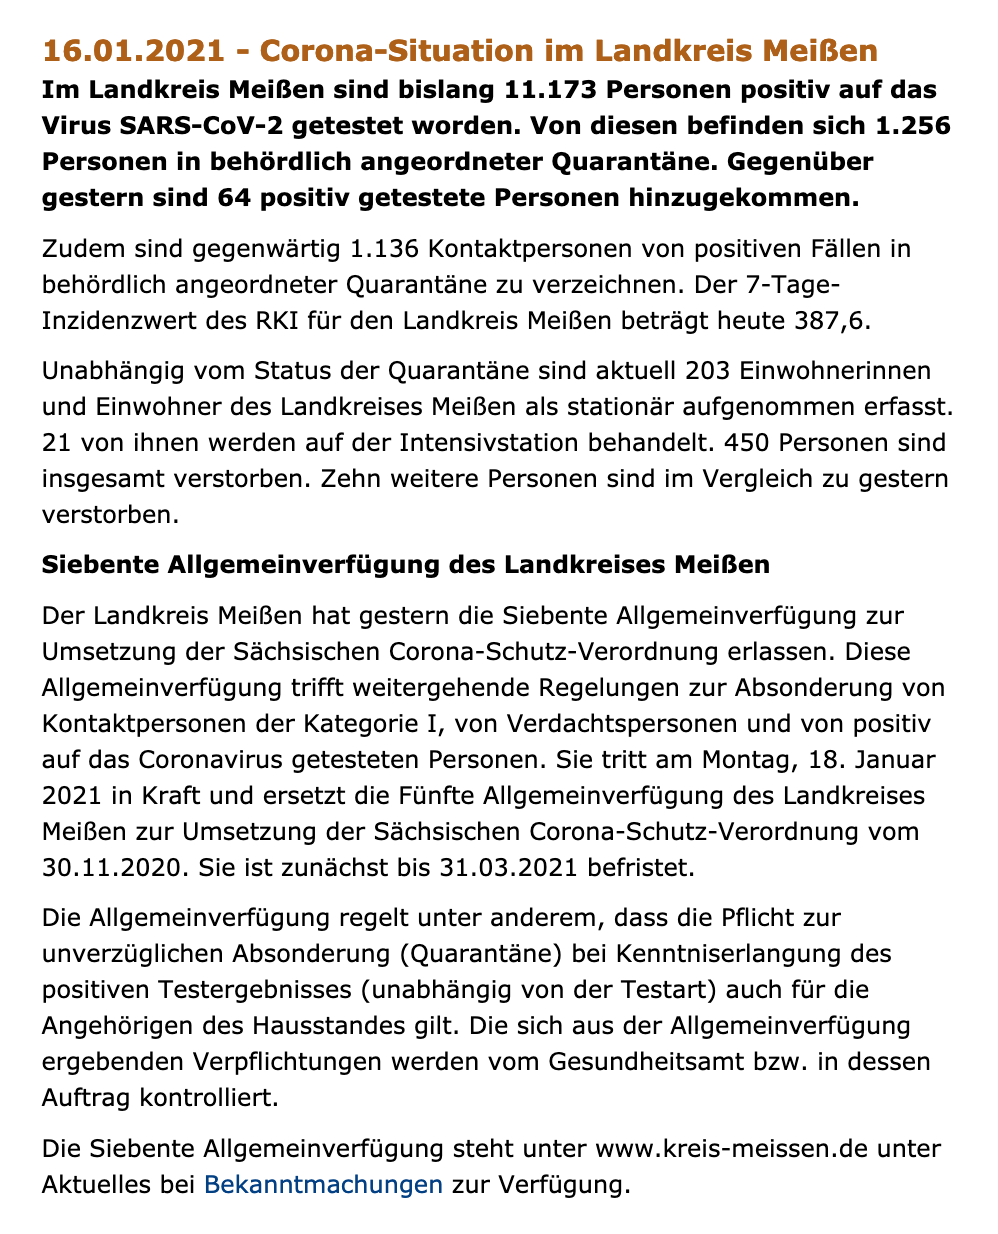 16.01.2021 - Corona-Situation im Landkreis Meißen
Im Landkreis Meißen sind bislang 11.173 Personen positiv auf das
Virus SARS-CoV-2 getestet worden. Von diesen befinden sich 1.256
Personen in behördlich angeordneter Quarantäne. Gegenüber
gestern sind 64 positiv getestete Personen hinzugekommen.
Zudem sind gegenwärtig 1.136 Kontaktpersonen von positiven Fällen in
behördlich angeordneter Quarantäne zu verzeichnen. Der 7-Tage-
Inzidenzwert des RKI für den Landkreis Meißen beträgt heute 387,6.
Unabhängig vom Status der Quarantäne sind aktuell 203 Einwohnerinnen
und Einwohner des Landkreises Meißen als stationär aufgenommen erfasst.
21 von ihnen werden auf der Intensivstation behandelt. 450 Personen sind
insgesamt verstorben. Zehn weitere Personen sind im Vergleich zu gestern
verstorben.
Siebente Allgemeinverfügung des Landkreises Meißen
Der Landkreis Meißen hat gestern die Siebente Allgemeinverfügung zur
Umsetzung der Sächsischen Corona-Schutz-Verordnung erlassen. Diese
Allgemeinverfügung trifft weitergehende Regelungen zur Absonderung von
Kontaktpersonen der Kategorie I, von Verdachtspersonen und von positiv
auf das Coronavirus getesteten Personen. Sie tritt am Montag, 18. Januar
2021 in Kraft und ersetzt die Fünfte Allgemeinverfügung des Landkreises
Meißen zur Umsetzung der Sächsischen Corona-Schutz-Verordnung vom
30.11.2020. Sie ist zunächst bis 31.03.2021 befristet.
Die Allgemeinverfügung regelt unter anderem, dass die Pflicht zur
unverzüglichen Absonderung (Quarantäne) bei Kenntniserlangung des
positiven Testergebnisses (unabhängig von der Testart) auch für die
Angehörigen des Hausstandes gilt. Die sich aus der Allgemeinverfügung
ergebenden Verpflichtungen werden vom Gesundheitsamt bzw. in dessen
Auftrag kontrolliert.
Die Siebente Allgemeinverfügung steht unter www.kreis-meissen.de unter
Aktuelles bei Bekanntmachungen zur Verfügung.